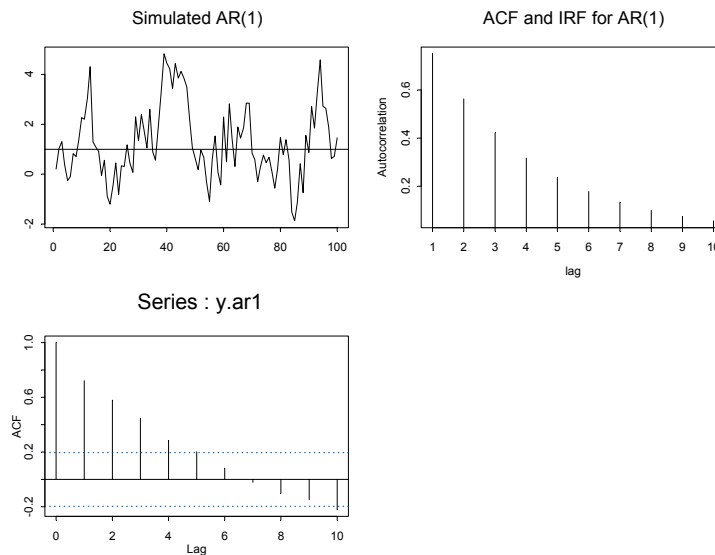 Simulated AR(1)
4
2
0
-2
0 20 40 60 80 100
ACF and IRF for AR(1)
Autocorrelation
0.6
0.4
0.2
1 2 3 4 5 6 7 8 9 10
lag
Series : y.ar1
ACF
1.0
0.6
0.2
-0.2
0 2 4 6 8 10
Lag